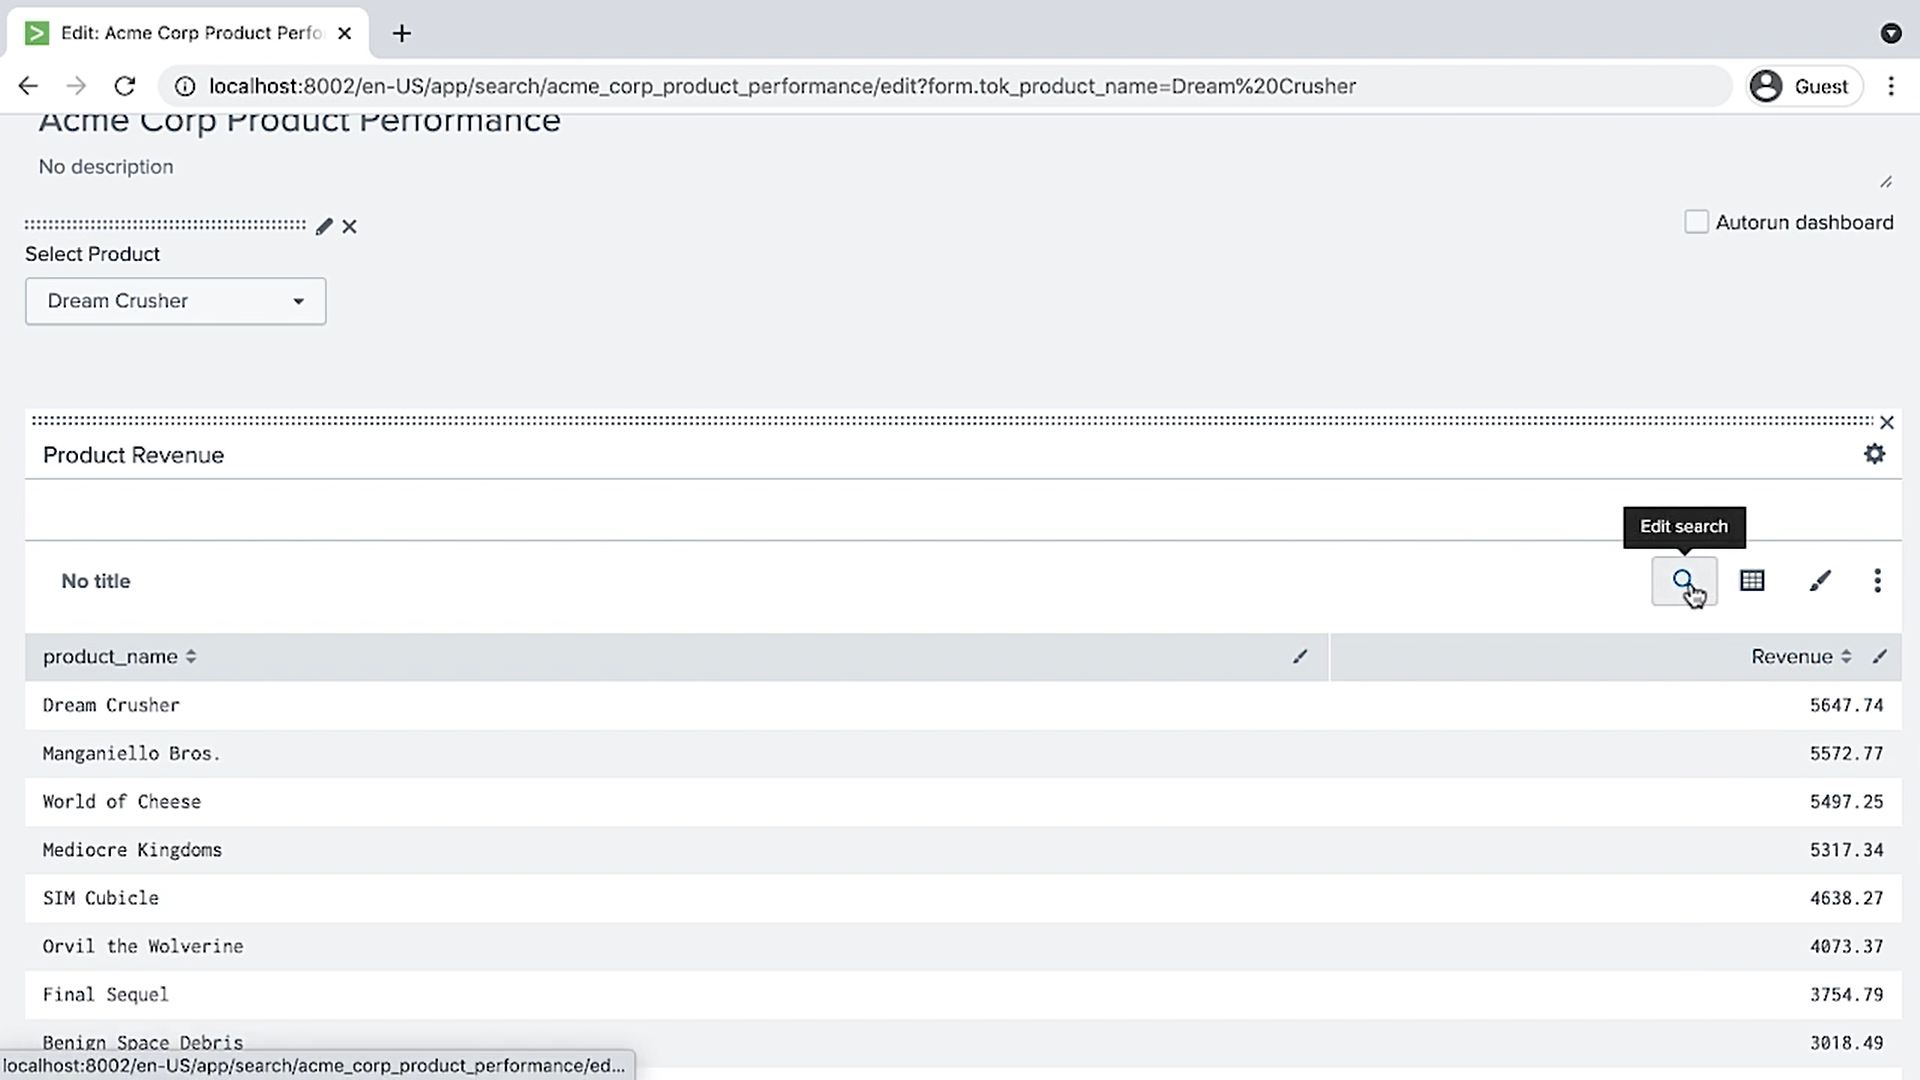 Edit: Acme Corp Product Perfo
localhost:8002/en-US/app/search/acme_corp_product_performance/edit?form.tok_product_name=Dream%20Crusher
Guest
Acme Corp Product Performance
No description
Autorun dashboard
Select Product
Dream Crusher
Product Revenue
Edit search
No title
product_name Revenue
Dream Crusher 5647.74
Manganiello Bros. 5572.77
World of Cheese 5497.25
Mediocre Kingdoms 5317.34
SIM Cubicle 4638.27
Orvil the Wolverine 4073.37
Final Sequel 3754.79
Benign Space Debris 3018.49
localhost:8002/en-US/app/search/acme_corp_product_performance/ed...